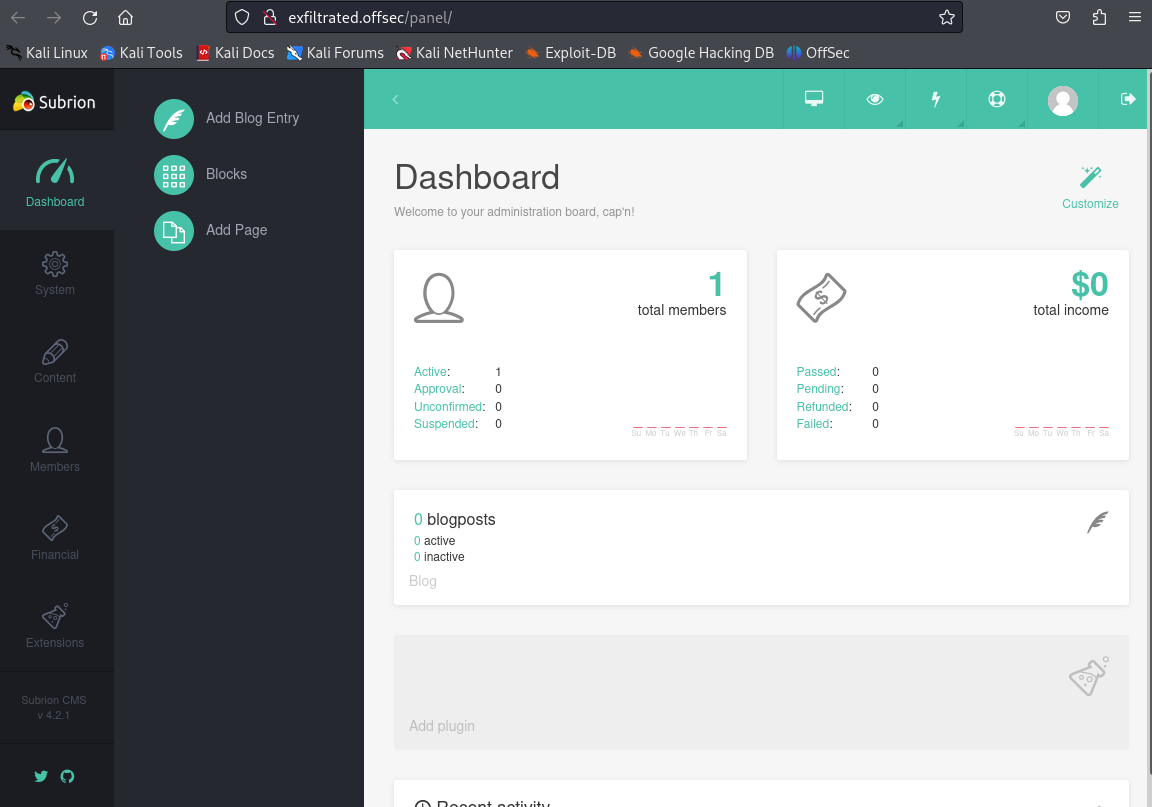 exfiltrated.offsec/panel/
Kali Linux Kali Tools Kali Docs Kali Forums Kali NetHunter Exploit-DB Google Hacking DB OffSec
Subrion
Dashboard
System
Content
Members
Financial
Extensions
Subrion CMS
v 4.2.1
Add Blog Entry
Blocks
Add Page
Dashboard
Welcome to your administration board, cap'n!
Customize
1
total members
Active: 1
Approval: 0
Unconfirmed: 0
Suspended: 0
Su Mo Tu We Th Fr Sa
$0
total income
Passed: 0
Pending: 0
Refunded: 0
Failed: 0
Su Mo Tu We Th Fr Sa
0 blogposts
0 active
0 inactive
Blog
Add plugin
Recent activity